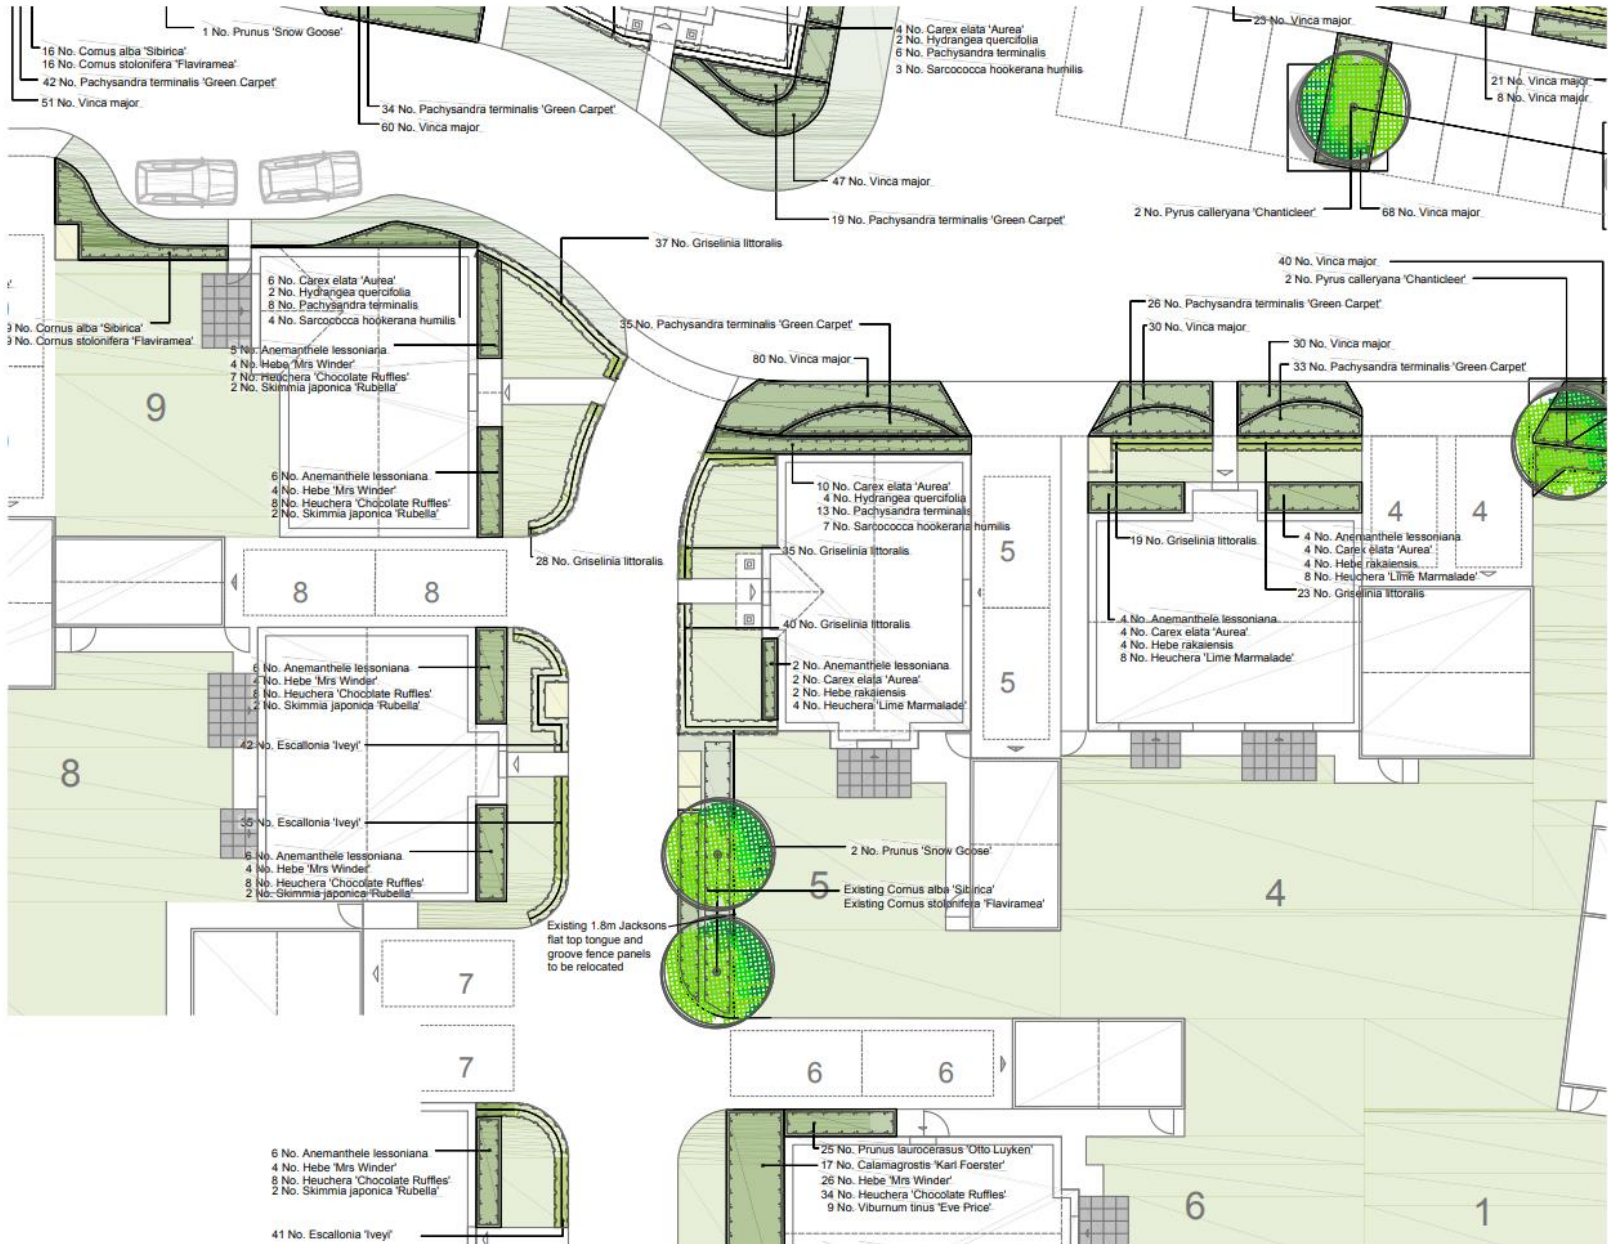 1 No. Prunus 'Snow Goose'
16 No. Cornus alba 'Sibirica'
16 No. Cornus stolonifera 'Flaviramea'
42 No. Pachysandra terminalis 'Green Carpet'
51 No. Vinca major
34 No. Pachysandra terminalis 'Green Carpet'
60 No. Vinca major
4 No. Carex elata 'Aurea'
2 No. Hydrangea quercifolia
6 No. Pachysandra terminalis
3 No. Sarcococca hookerana humilis
23 No. Vinca major
21 No. Vinca major
8 No. Vinca major
47 No. Vinca major
19 No. Pachysandra terminalis 'Green Carpet'
2 No. Pyrus calleryana 'Chanticleer'
68 No. Vinca major
37 No. Griselinia littoralis
40 No. Vinca major
2 No. Pyrus calleryana 'Chanticleer'
6 No. Carex elata 'Aurea'
2 No. Hydrangea quercifolia
8 No. Pachysandra terminalis
4 No. Sarcococca hookerana humilis
26 No. Pachysandra terminalis 'Green Carpet'
30 No. Vinca major
9 No. Cornus alba 'Sibirica'
9 No. Cornus stolonifera 'Flaviramea'
35 No. Pachysandra terminalis 'Green Carpet'
80 No. Vinca major
30 No. Vinca major
33 No. Pachysandra terminalis 'Green Carpet'
5 No. Anemanthele lessoniana
4 No. Hebe 'Mrs Winder'
7 No. Heuchera 'Chocolate Ruffles'
2 No. Skimmia japonica 'Rubella'
9
6 No. Anemanthele lessoniana
4 No. Hebe 'Mrs Winder'
8 No. Heuchera 'Chocolate Ruffles'
2 No. Skimmia japonica 'Rubella'
10 No. Carex elata 'Aurea'
4 No. Hydrangea quercifolia
13 No. Pachysandra terminalis
7 No. Sarcococca hookerana humilis
4
4
28 No. Griselinia littoralis
35 No. Griselinia littoralis
5
19 No. Griselinia littoralis
4 No. Anemanthele lessoniana
4 No. Carex elata 'Aurea'
4 No. Hebe rakaiensis
8 No. Heuchera 'Lime Marmalade'
23 No. Griselinia littoralis
8
8
40 No. Griselinia littoralis
4 No. Anemanthele lessoniana
4 No. Carex elata 'Aurea'
4 No. Hebe rakaiensis
8 No. Heuchera 'Lime Marmalade'
6 No. Anemanthele lessoniana
4 No. Hebe 'Mrs Winder'
8 No. Heuchera 'Chocolate Ruffles'
2 No. Skimmia japonica 'Rubella'
2 No. Anemanthele lessoniana
2 No. Carex elata 'Aurea'
2 No. Hebe rakaiensis
4 No. Heuchera 'Lime Marmalade'
5
42 No. Escallonia 'Iveyi'
8
35 No. Escallonia 'Iveyi'
6 No. Anemanthele lessoniana
4 No. Hebe 'Mrs Winder'
8 No. Heuchera 'Chocolate Ruffles'
2 No. Skimmia japonica 'Rubella'
2 No. Prunus 'Snow Goose'
5
4
Existing Cornus alba 'Sibirica'
Existing Cornus stolonifera 'Flaviramea'
Existing 1.8m Jacksons
flat top tongue and
groove fence panels
to be relocated
7
7
6
6
6 No. Anemanthele lessoniana
4 No. Hebe 'Mrs Winder'
8 No. Heuchera 'Chocolate Ruffles'
2 No. Skimmia japonica 'Rubella'
41 No. Escallonia 'Iveyi'
25 No. Prunus laurocerasus 'Otto Luyken'
17 No. Calamagrostis 'Karl Foerster'
26 No. Hebe 'Mrs Winder'
34 No. Heuchera 'Chocolate Ruffles'
9 No. Viburnum tinus 'Eve Price'
6
1